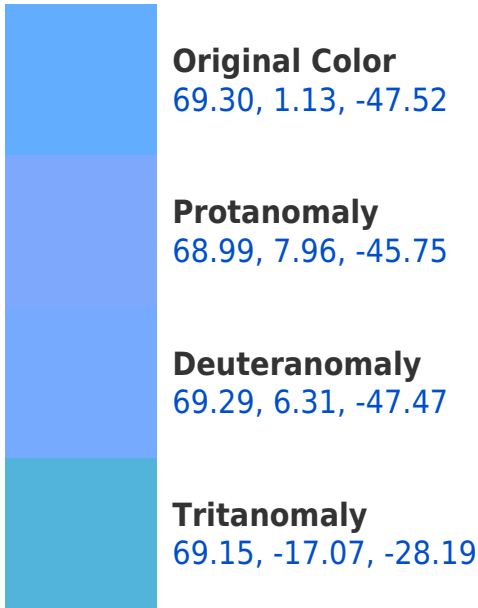 Original Color
69.30, 1.13, -47.52
Protanomaly
68.99, 7.96, -45.75
Deuteranomaly
69.29, 6.31, -47.47
Tritanomaly
69.15, -17.07, -28.19